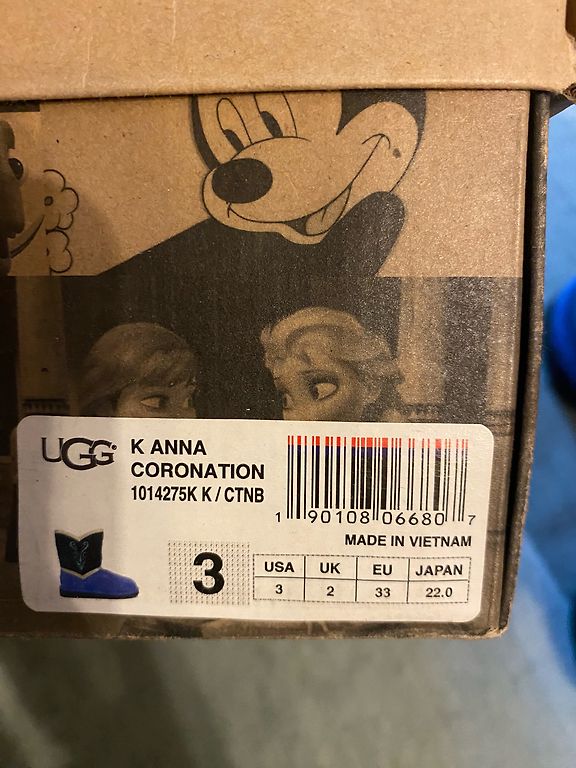 UGG®
K ANNA
CORONATION
1014275K K / CTNB
1 90108 06680 7
MADE IN VIETNAM
3
USA UK EU JAPAN
3 2 33 22.0